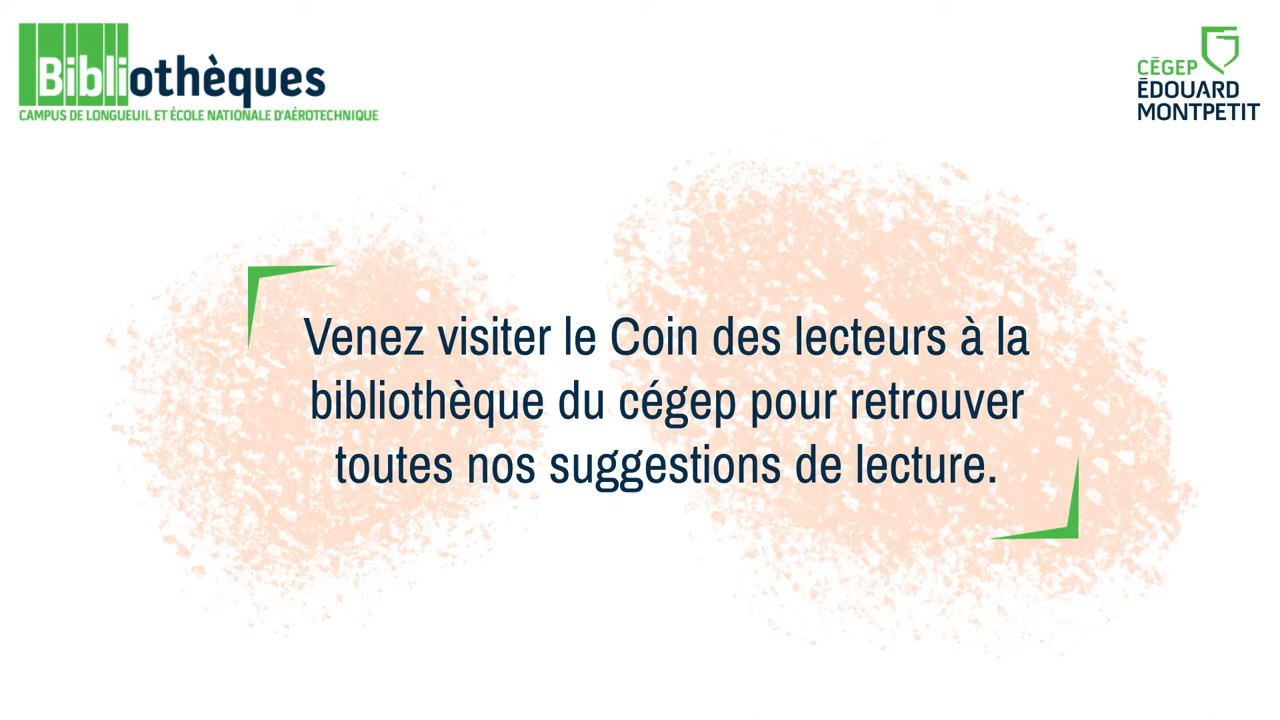 Bibliothèques
CAMPUS DE LONGUEUIL ET ÉCOLE NATIONALE D'AÉROTECHNIQUE
CÉGEP
ÉDOUARD
MONTPETIT
Venez visiter le Coin des lecteurs à la
bibliothèque du cégep pour retrouver
toutes nos suggestions de lecture.